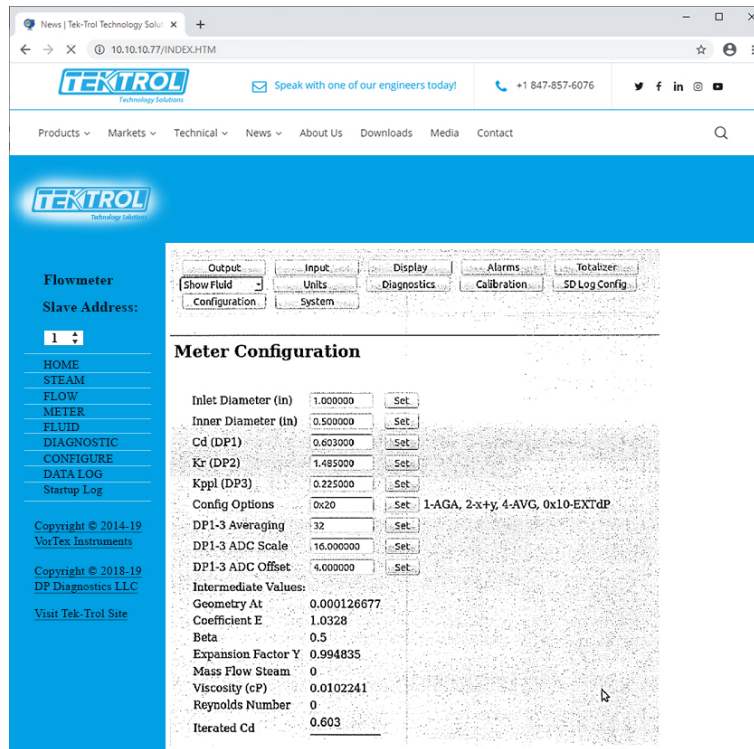 News | Tek-Trol Technology Solut
10.10.10.77/INDEX.HTM
TEKTROL
Technology Solutions
Speak with one of our engineers today!
+1 847-857-6076
Products Markets Technical News About Us Downloads Media Contact
TEKTROL
Technology Solutions
Flowmeter
Slave Address:
1
HOME
STEAM
FLOW
METER
FLUID
DIAGNOSTIC
CONFIGURE
DATA LOG
Startup Log
Copyright © 2014-19
VorTex Instruments
Copyright © 2018-19
DP Diagnostics LLC
Visit Tek-Trol Site
Output Input Display Alarms Totalizer
Show Fluid Units Diagnostics Calibration SD Log Config
Configuration System
Meter Configuration
Inlet Diameter (in) 1.000000 Set
Inner Diameter (in) 0.500000 Set
Cd (DP1) 0.603000 Set
Kr (DP2) 1.485000 Set
Kppl (DP3) 0.225000 Set
Config Options 0x20 Set 1-AGA, 2-x+y, 4-AVG, 0x10-EXTdP
DP1-3 Averaging 32 Set
DP1-3 ADC Scale 16.000000 Set
DP1-3 ADC Offset 4.000000 Set
Intermediate Values:
Geometry At 0.000126677
Coefficient E 1.0328
Beta 0.5
Expansion Factor Y 0.994835
Mass Flow Steam 0
Viscosity (cP) 0.0102241
Reynolds Number 0
Iterated Cd 0.603